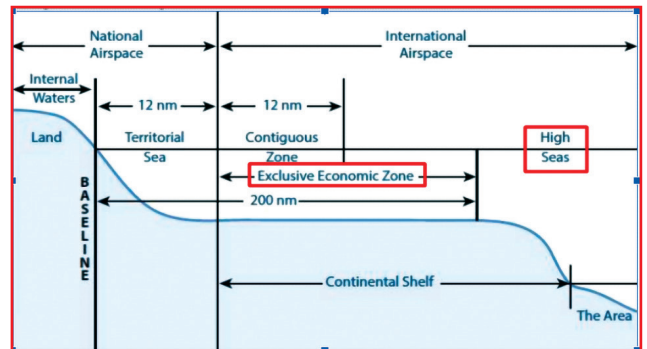 National
Airspace
International
Airspace
Internal
Waters
12 nm
12 nm
Land
Territorial
Sea
Contiguous
Zone
High
Seas
Exclusive Economic Zone
200 nm
BASELINE
Continental Shelf
The Area